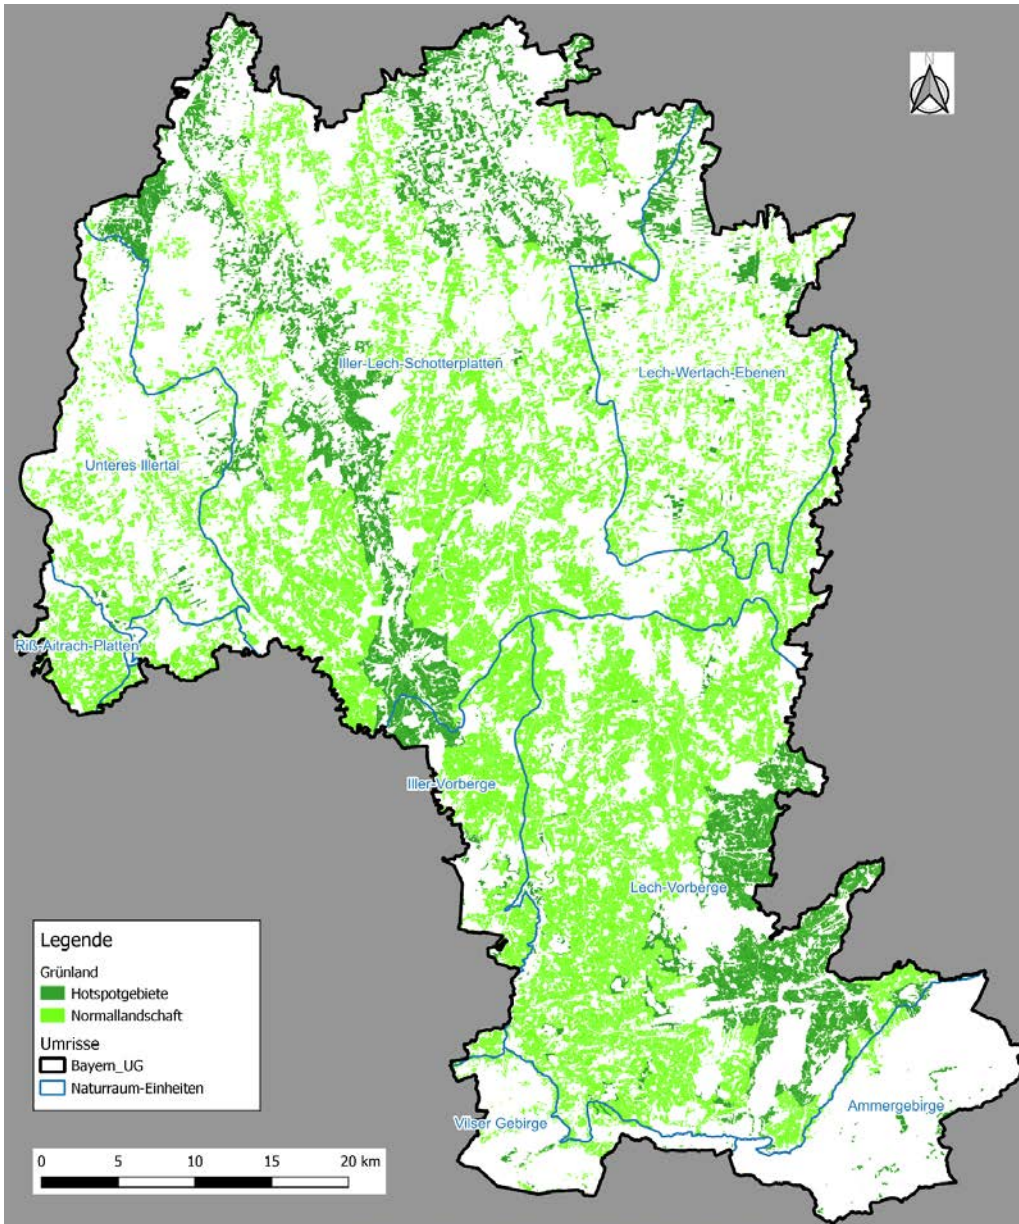 N
Iller-Lech-Schotterplatten
Lech-Wertach-Ebenen
Unteres Illertal
Riß-Aitrach-Platten
Iller-Vorberge
Lech-Vorberge
Ammergebirge
Vilser Gebirge
Legende
Grünland
Hotspotgebiete
Normallandschaft
Umrisse
Bayern_UG
Naturraum-Einheiten
0 5 10 15 20 km